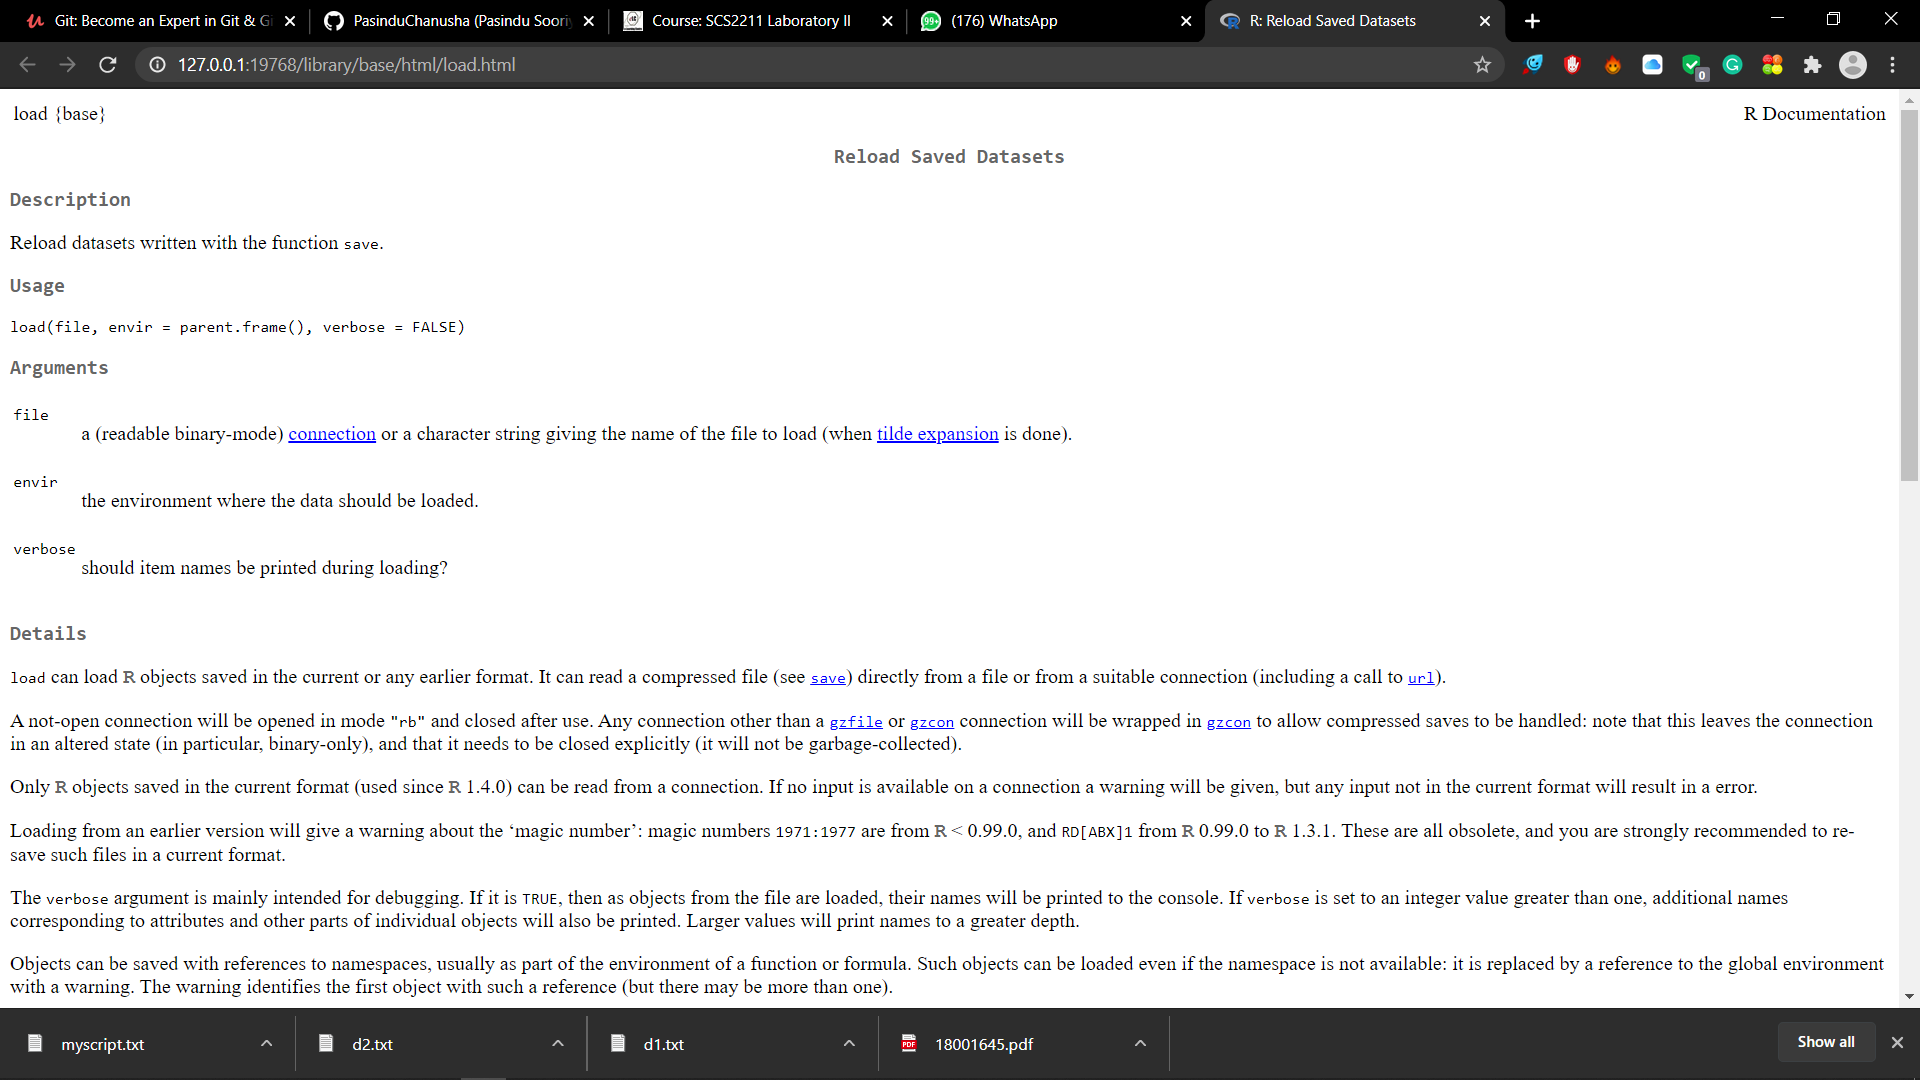 Git: Become an Expert in Git & Gi
PasinduChanusha (Pasindu Soori
Course: SCS2211 Laboratory II
99+
(176) WhatsApp
R: Reload Saved Datasets
127.0.0.1:19768/library/base/html/load.html
0
load {base}
R Documentation
Reload Saved Datasets
Description
Reload datasets written with the function save.
Usage
load(file, envir = parent.frame(), verbose = FALSE)
Arguments
file
a (readable binary-mode) connection or a character string giving the name of the file to load (when tilde expansion is done).
envir
the environment where the data should be loaded.
verbose
should item names be printed during loading?
Details
load can load R objects saved in the current or any earlier format. It can read a compressed file (see save) directly from a file or from a suitable connection (including a call to url).
A not-open connection will be opened in mode "rb" and closed after use. Any connection other than a gzfile or gzcon connection will be wrapped in gzcon to allow compressed saves to be handled: note that this leaves the connection
in an altered state (in particular, binary-only), and that it needs to be closed explicitly (it will not be garbage-collected).
Only R objects saved in the current format (used since R 1.4.0) can be read from a connection. If no input is available on a connection a warning will be given, but any input not in the current format will result in a error.
Loading from an earlier version will give a warning about the ‘magic number’: magic numbers 1971:1977 are from R < 0.99.0, and RD[ABX]1 from R 0.99.0 to R 1.3.1. These are all obsolete, and you are strongly recommended to re-
save such files in a current format.
The verbose argument is mainly intended for debugging. If it is TRUE, then as objects from the file are loaded, their names will be printed to the console. If verbose is set to an integer value greater than one, additional names
corresponding to attributes and other parts of individual objects will also be printed. Larger values will print names to a greater depth.
Objects can be saved with references to namespaces, usually as part of the environment of a function or formula. Such objects can be loaded even if the namespace is not available: it is replaced by a reference to the global environment
with a warning. The warning identifies the first object with such a reference (but there may be more than one).
myscript.txt
d2.txt
d1.txt
PDF
18001645.pdf
Show all